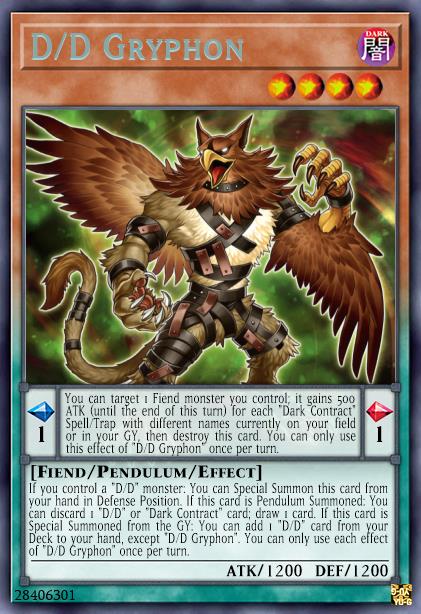 D/D Gryphon
DARK
闇
You can target 1 Fiend monster you control; it gains 500
ATK (until the end of this turn) for each "Dark Contract"
Spell/Trap with different names currently on your field
or in your GY, then destroy this card. You can only use
this effect of "D/D Gryphon" once per turn.
1
1
[Fiend/Pendulum/Effect]
If you control a "D/D" monster: You can Special Summon this card from
your hand in Defense Position. If this card is Pendulum Summoned: You
can discard 1 "D/D" or "Dark Contract" card; draw 1 card. If this card is
Special Summoned from the GY: You can add 1 "D/D" card from your
Deck to your hand, except "D/D Gryphon". You can only use each effect
of "D/D Gryphon" once per turn.
ATK/1200 DEF/1200
28406301